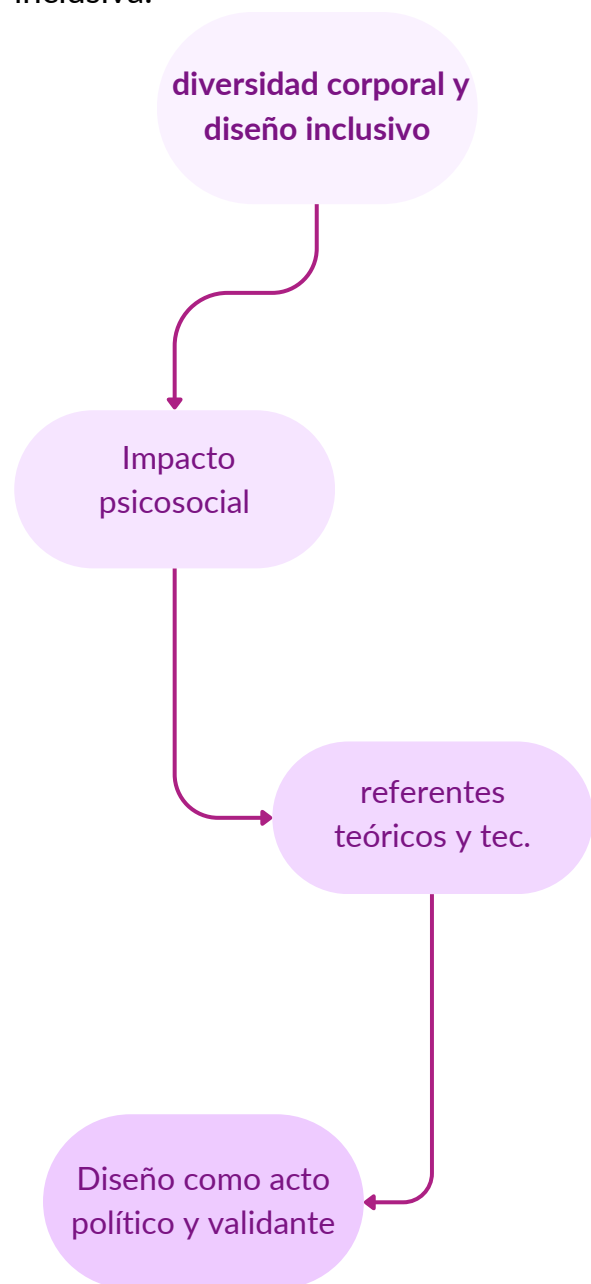 diversidad corporal y
diseño inclusivo
Impacto
psicosocial
referentes
teóricos y tec.
Diseño como acto
político y validante